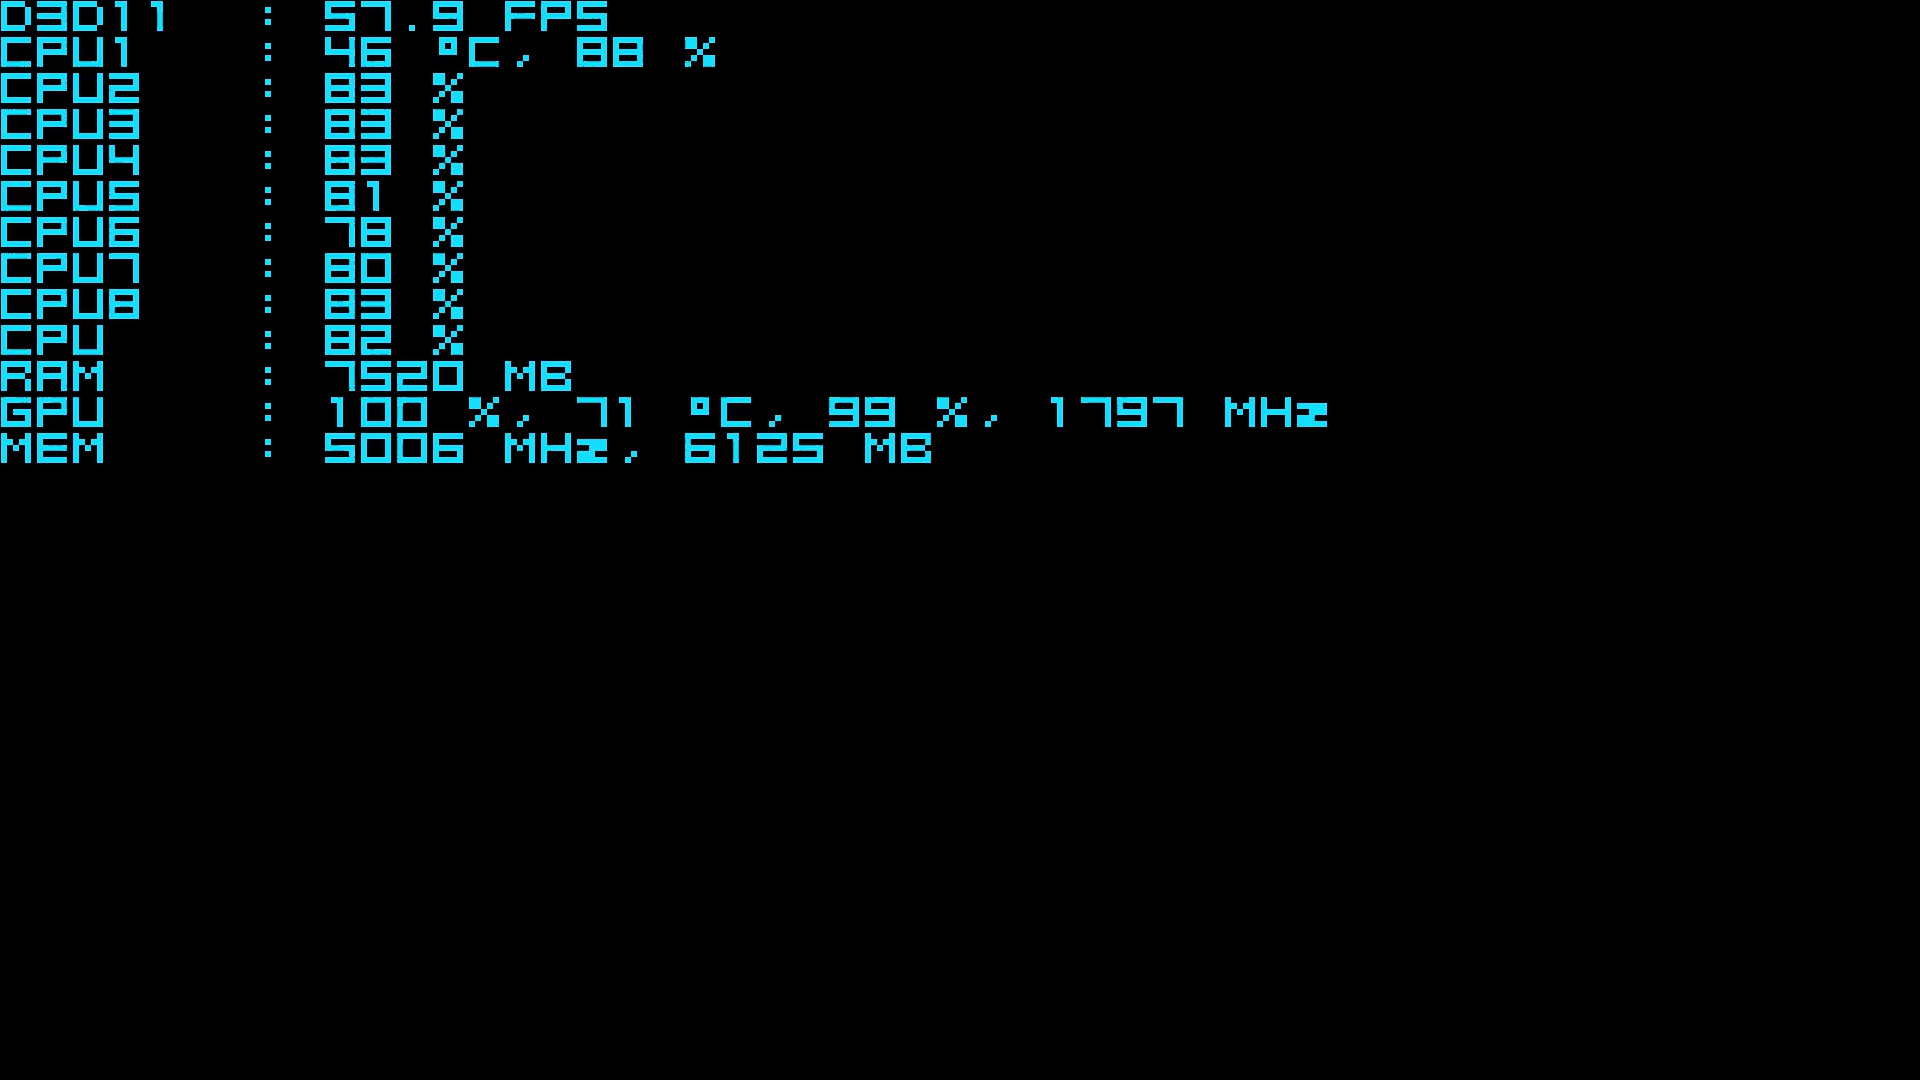 D3D11 : 57.9 FPS
CPU1 : 46 °C, 88 %
CPU2 : 83 %
CPU3 : 83 %
CPU4 : 83 %
CPU5 : 81 %
CPU6 : 78 %
CPU7 : 80 %
CPU8 : 83 %
CPU : 82 %
RAM : 7520 MB
GPU : 100 %, 71 °C, 99 %, 1797 MHz
MEM : 5006 MHz, 6125 MB